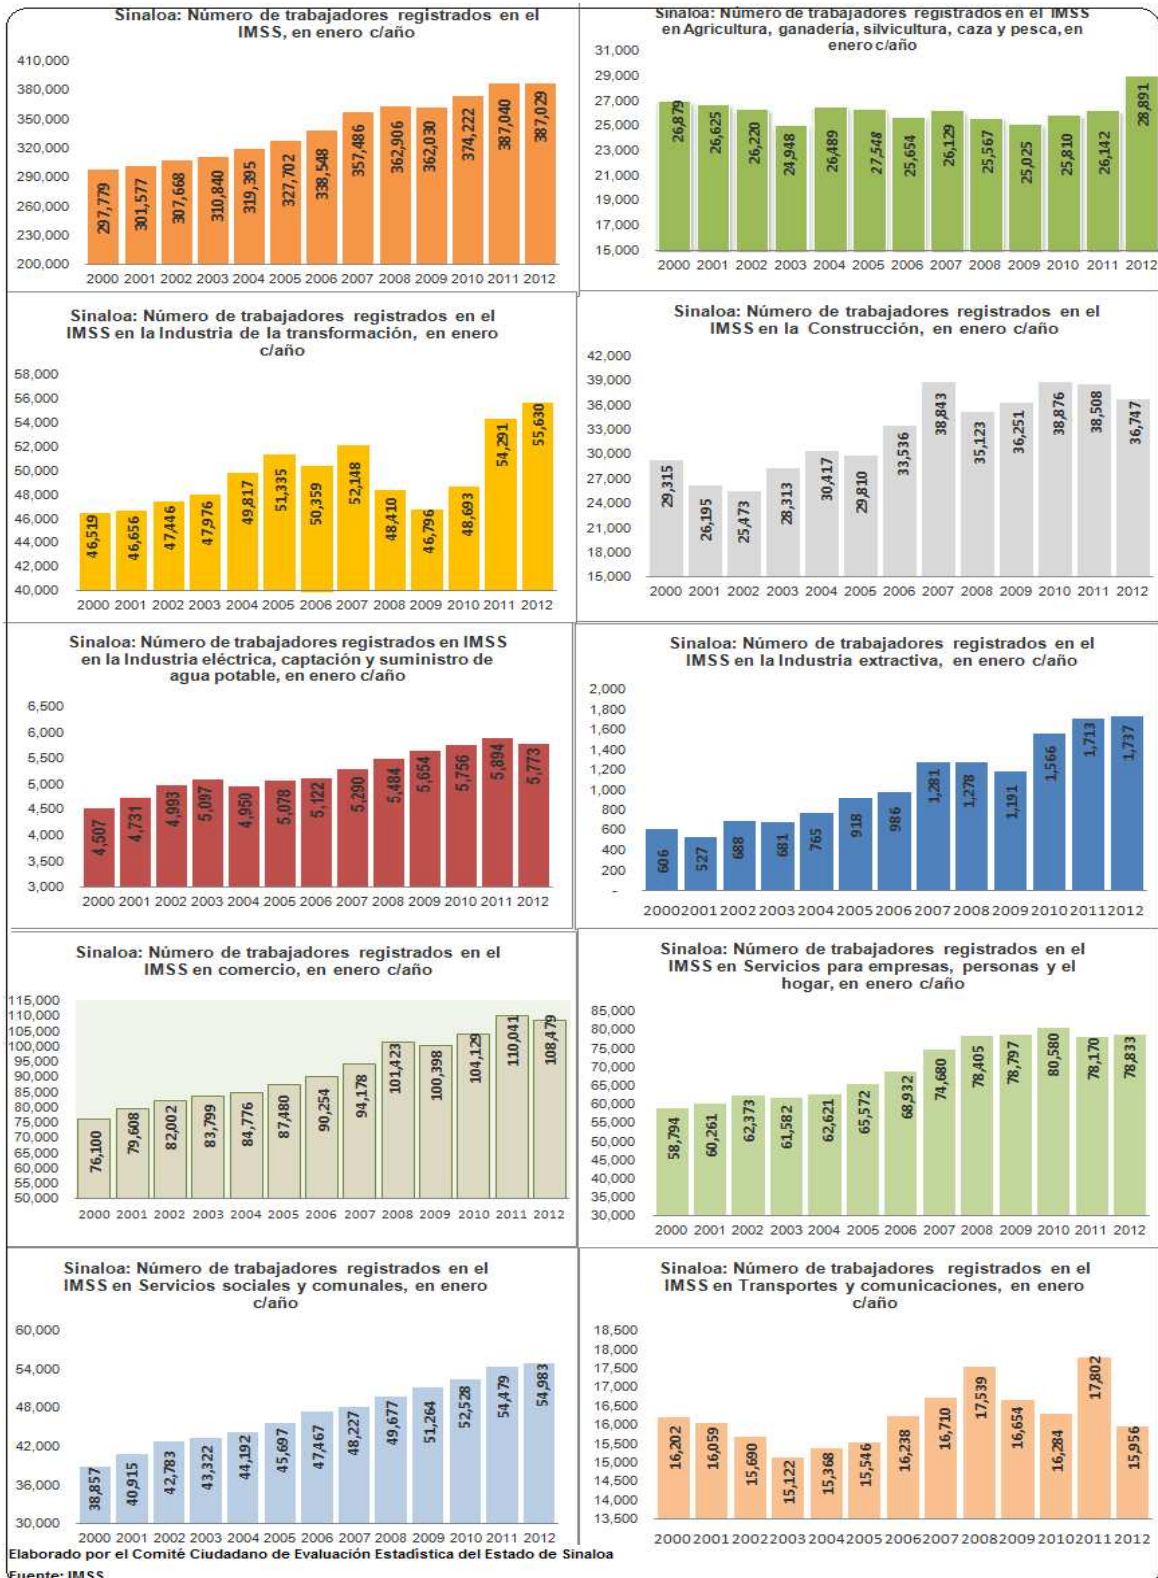 Sinaloa: Número de trabajadores registrados en el
IMSS, en enero c/año
410,000
380,000
350,000
320,000
290,000
260,000
230,000
200,000
297,779 301,577 307,668 310,840 319,395 327,702 338,548 357,486 362,906 362,030 374,222 387,040 387,029
2000 2001 2002 2003 2004 2005 2006 2007 2008 2009 2010 2011 2012
Sinaloa: Número de trabajadores registrados en el IMSS
en Agricultura, ganadería, silvicultura, caza y pesca, en
enero c/año
31,000
29,000
27,000
25,000
23,000
21,000
19,000
17,000
15,000
26,879 26,625 26,220 24,948 26,489 27,548 25,654 26,129 25,567 25,025 25,810 26,142 28,891
2000 2001 2002 2003 2004 2005 2006 2007 2008 2009 2010 2011 2012
Sinaloa: Número de trabajadores registrados en el
IMSS en la Industria de la transformación, en enero
c/año
58,000
56,000
54,000
52,000
50,000
48,000
46,000
44,000
42,000
40,000
46,519 46,656 47,446 47,976 49,817 51,335 50,359 52,148 48,410 46,796 48,693 54,291 55,630
2000 2001 2002 2003 2004 2005 2006 2007 2008 2009 2010 2011 2012
Sinaloa: Número de trabajadores registrados en el
IMSS en la Construcción, en enero c/año
42,000
39,000
36,000
33,000
30,000
27,000
24,000
21,000
18,000
15,000
29,315 26,195 25,473 28,313 30,417 29,810 33,536 38,843 35,123 36,251 38,876 38,508 36,747
2000 2001 2002 2003 2004 2005 2006 2007 2008 2009 2010 2011 2012
Sinaloa: Número de trabajadores registrados en IMSS
en la Industria eléctrica, captación y suministro de
agua potable, en enero c/año
6,500
6,000
5,500
5,000
4,500
4,000
3,500
3,000
4,507 4,731 4,993 5,097 4,950 5,078 5,122 5,290 5,484 5,654 5,756 5,894 5,773
2000 2001 2002 2003 2004 2005 2006 2007 2008 2009 2010 2011 2012
Sinaloa: Número de trabajadores registrados en el
IMSS en la Industria extractiva, en enero c/año
2,000
1,800
1,600
1,400
1,200
1,000
800
600
400
200
-
606 527 688 681 765 918 986 1,281 1,278 1,191 1,566 1,713 1,737
2000 2001 2002 2003 2004 2005 2006 2007 2008 2009 2010 2011 2012
Sinaloa: Número de trabajadores registrados en el
IMSS en comercio, en enero c/año
115,000
110,000
105,000
100,000
95,000
90,000
85,000
80,000
75,000
70,000
65,000
60,000
55,000
50,000
76,100 79,608 82,002 83,799 84,776 87,480 90,254 94,178 101,423 100,398 104,129 110,041 108,479
2000 2001 2002 2003 2004 2005 2006 2007 2008 2009 2010 2011 2012
Sinaloa: Número de trabajadores registrados en el
IMSS en Servicios para empresas, personas y el
hogar, en enero c/año
85,000
80,000
75,000
70,000
65,000
60,000
55,000
50,000
45,000
40,000
35,000
30,000
58,794 60,261 62,373 61,582 62,621 65,572 68,932 74,680 78,405 78,797 80,580 78,170 78,833
2000 2001 2002 2003 2004 2005 2006 2007 2008 2009 2010 2011 2012
Sinaloa: Número de trabajadores registrados en el
IMSS en Servicios sociales y comunales, en enero
c/año
60,000
54,000
48,000
42,000
36,000
30,000
38,857 40,915 42,783 43,322 44,192 45,697 47,467 48,227 49,677 51,264 52,528 54,479 54,983
2000 2001 2002 2003 2004 2005 2006 2007 2008 2009 2010 2011 2012
Sinaloa: Número de trabajadores registrados en el
IMSS en Transportes y comunicaciones, en enero
c/año
18,500
18,000
17,500
17,000
16,500
16,000
15,500
15,000
14,500
14,000
13,500
16,202 16,059 15,690 15,122 15,368 15,546 16,238 16,710 17,539 16,654 16,284 17,802 15,956
2000 2001 2002 2003 2004 2005 2006 2007 2008 2009 2010 2011 2012
Elaborado por el Comité Ciudadano de Evaluación Estadística del Estado de Sinaloa
Fuente: IMSS